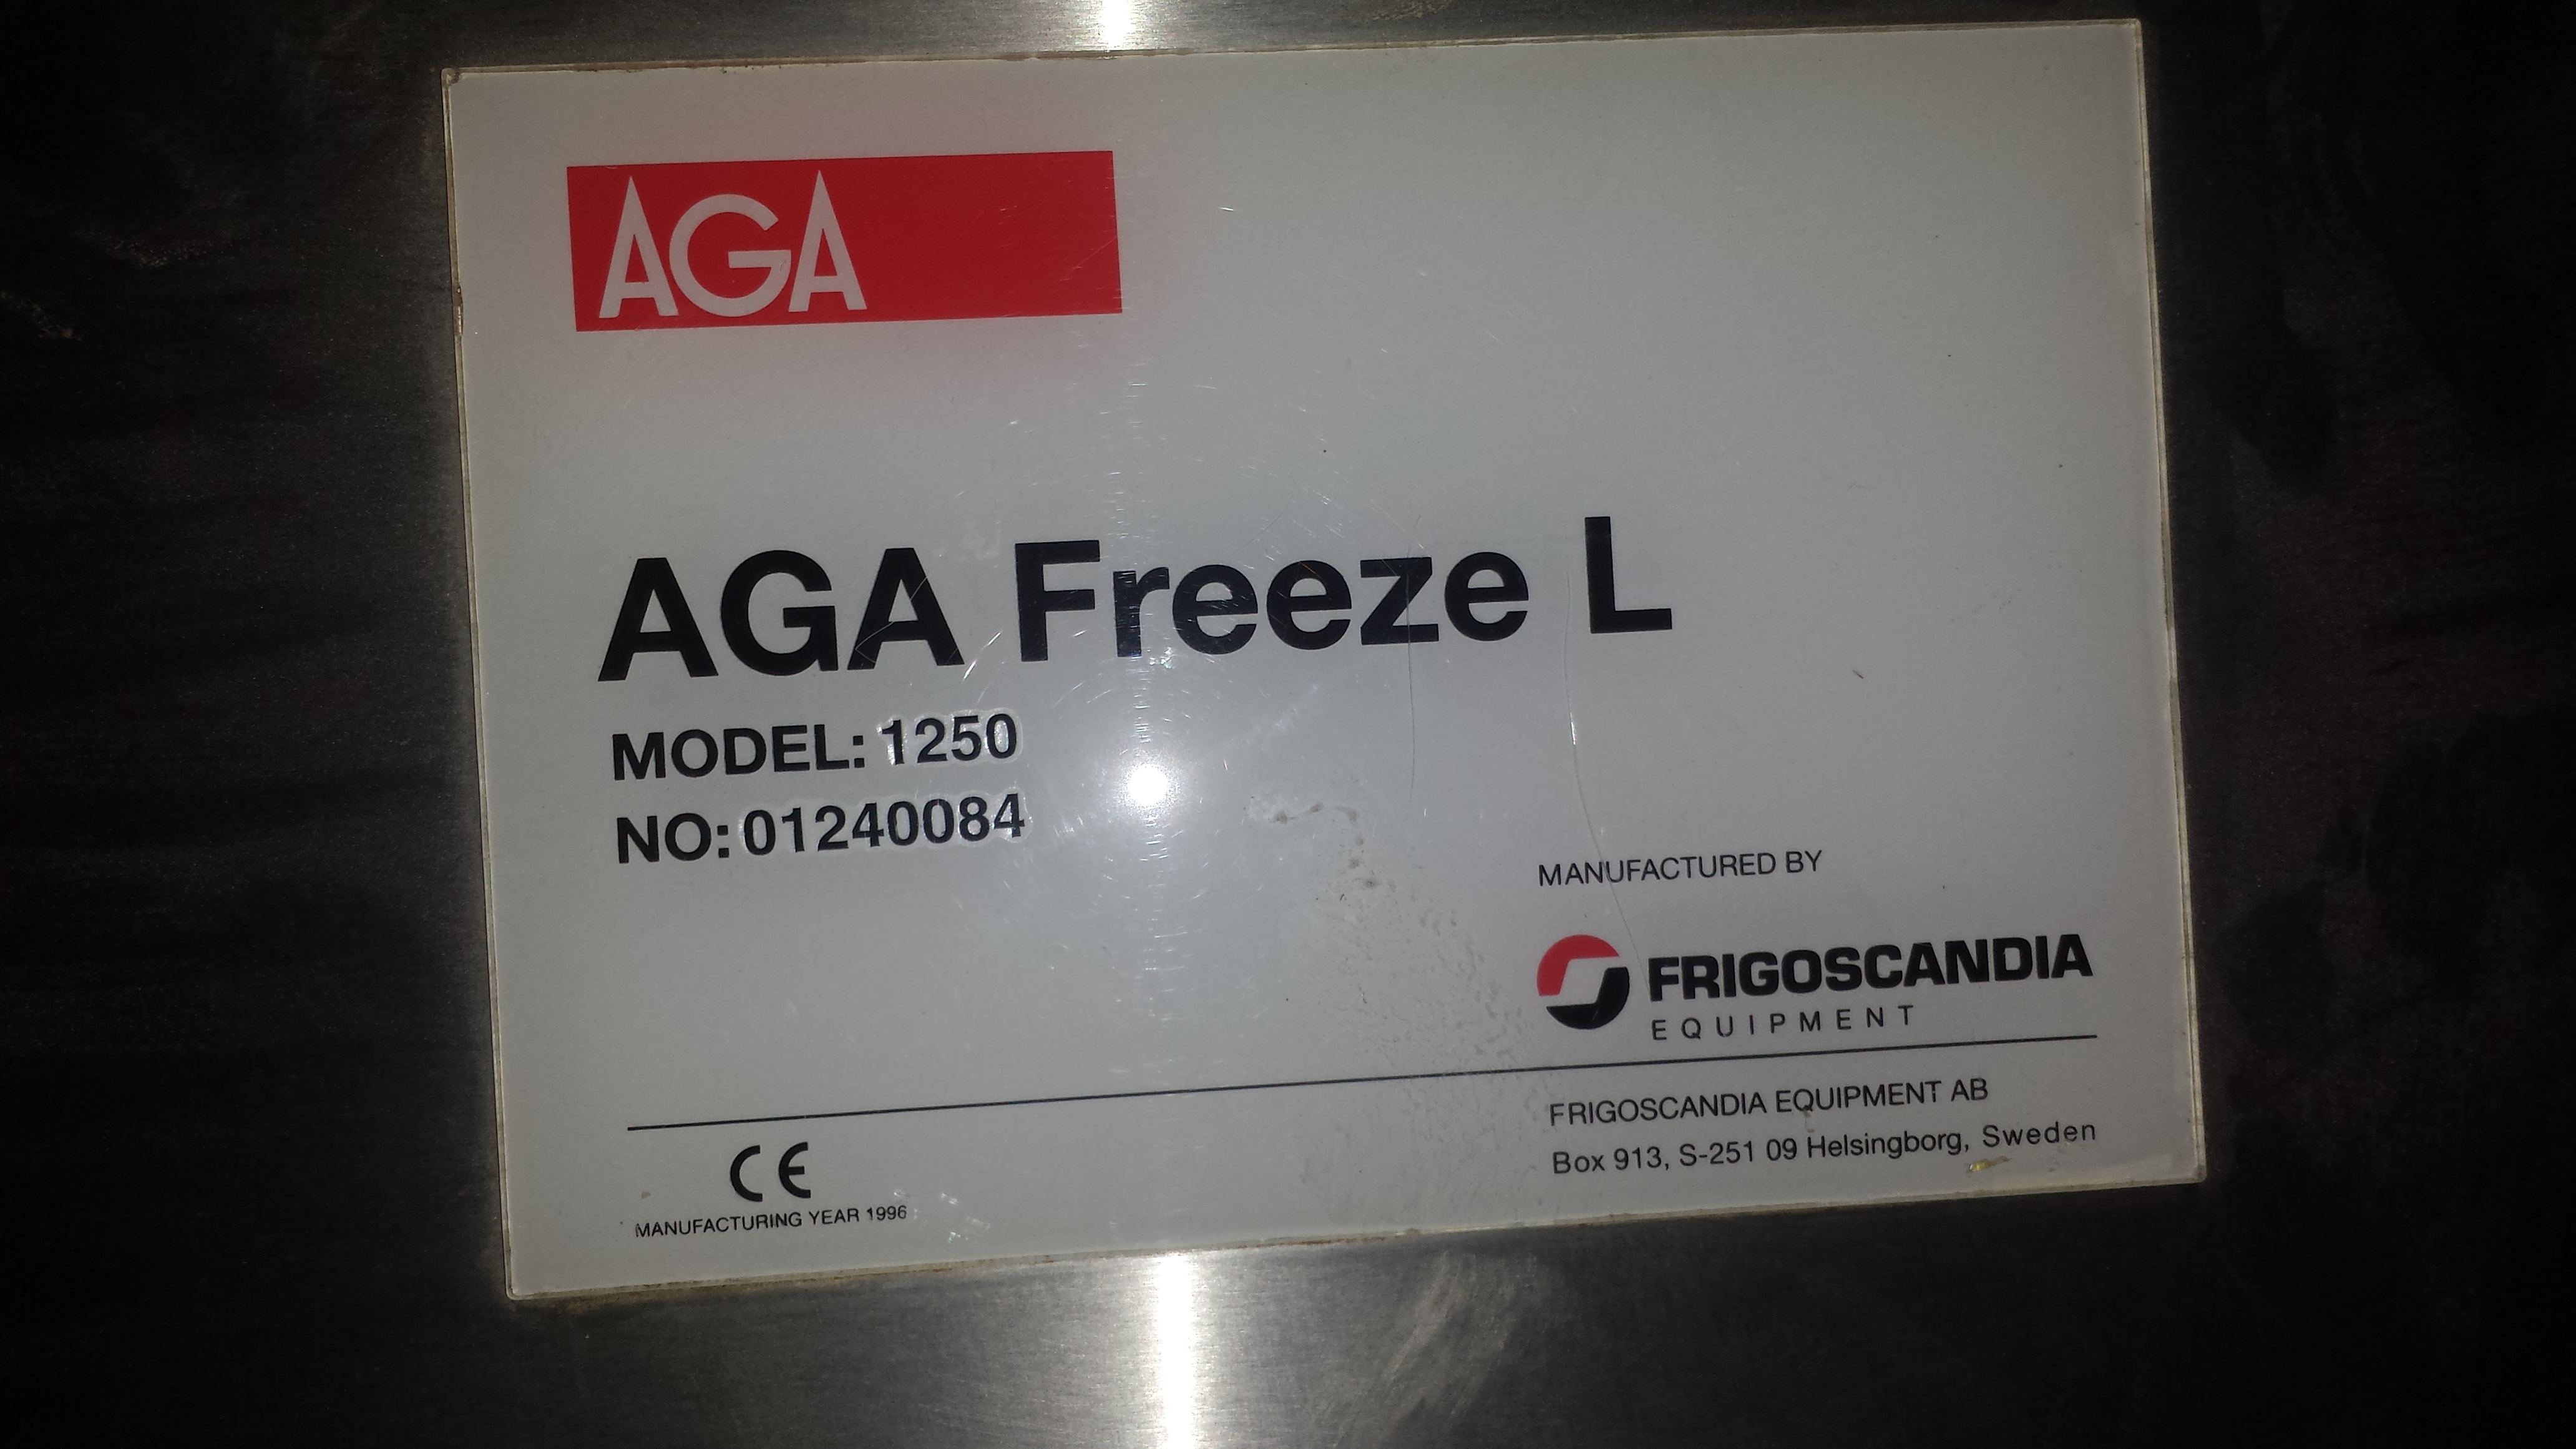 AGA
AGA Freeze L
MODEL: 1250
NO: 01240084
MANUFACTURED BY
FRIGOSCANDIA
EQUIPMENT
FRIGOSCANDIA EQUIPMENT AB
Box 913, S-251 09 Helsingborg, Sweden
CE
MANUFACTURING YEAR 1996